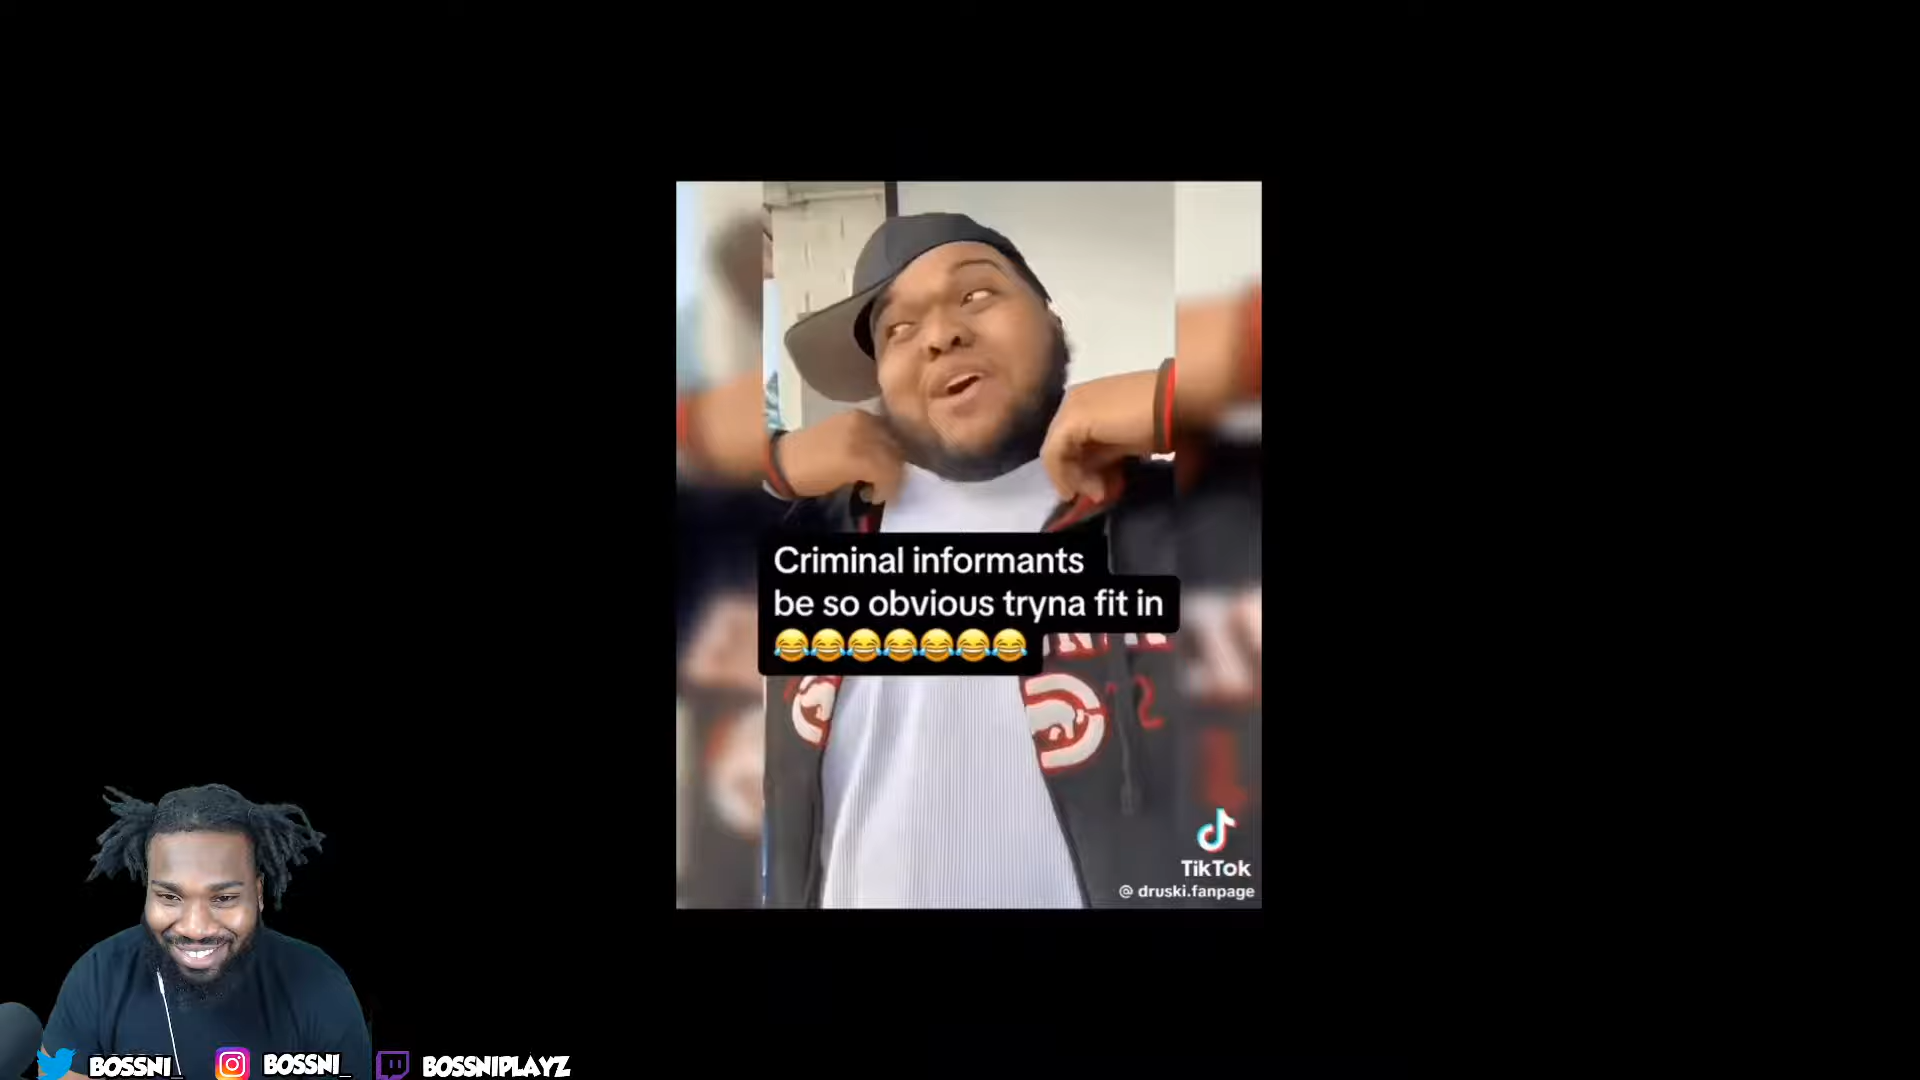 Criminal informants
be so obvious tryna fit in
😂😂😂😂😂😂😂
TikTok
@ druski.fanpage
BOSSNI_
BOSSNI_
BOSSNIPLAYZ